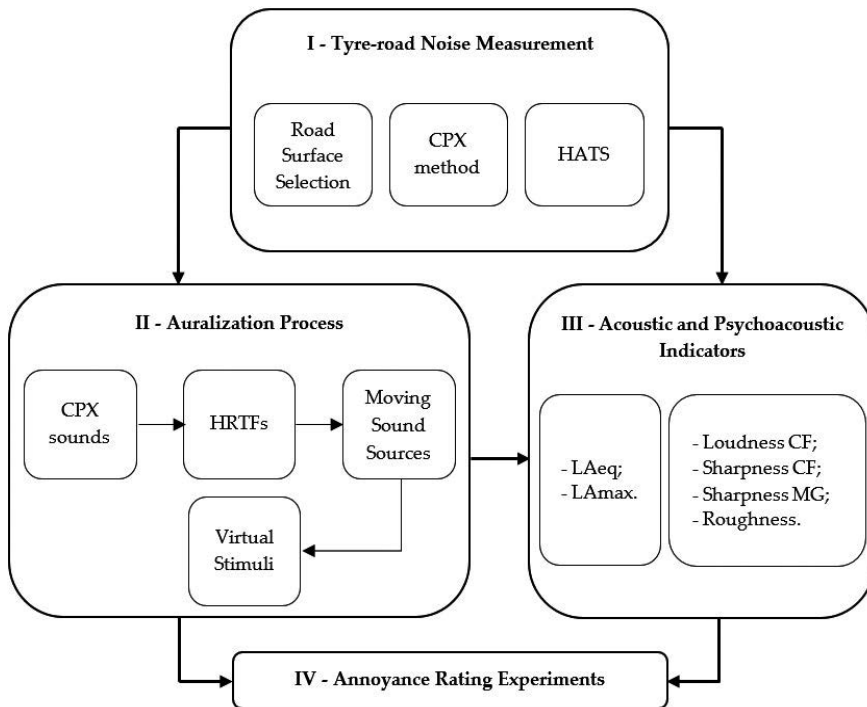 I - Tyre-road Noise Measurement
Road
Surface
Selection
CPX
method
HATS
II - Auralization Process
CPX
sounds
HRTFs
Moving
Sound
Sources
Virtual
Stimuli
III - Acoustic and Psychoacoustic
Indicators
- LAeq;
- LAmax.
- Loudness CF;
- Sharpness CF;
- Sharpness MG;
- Roughness.
IV - Annoyance Rating Experiments